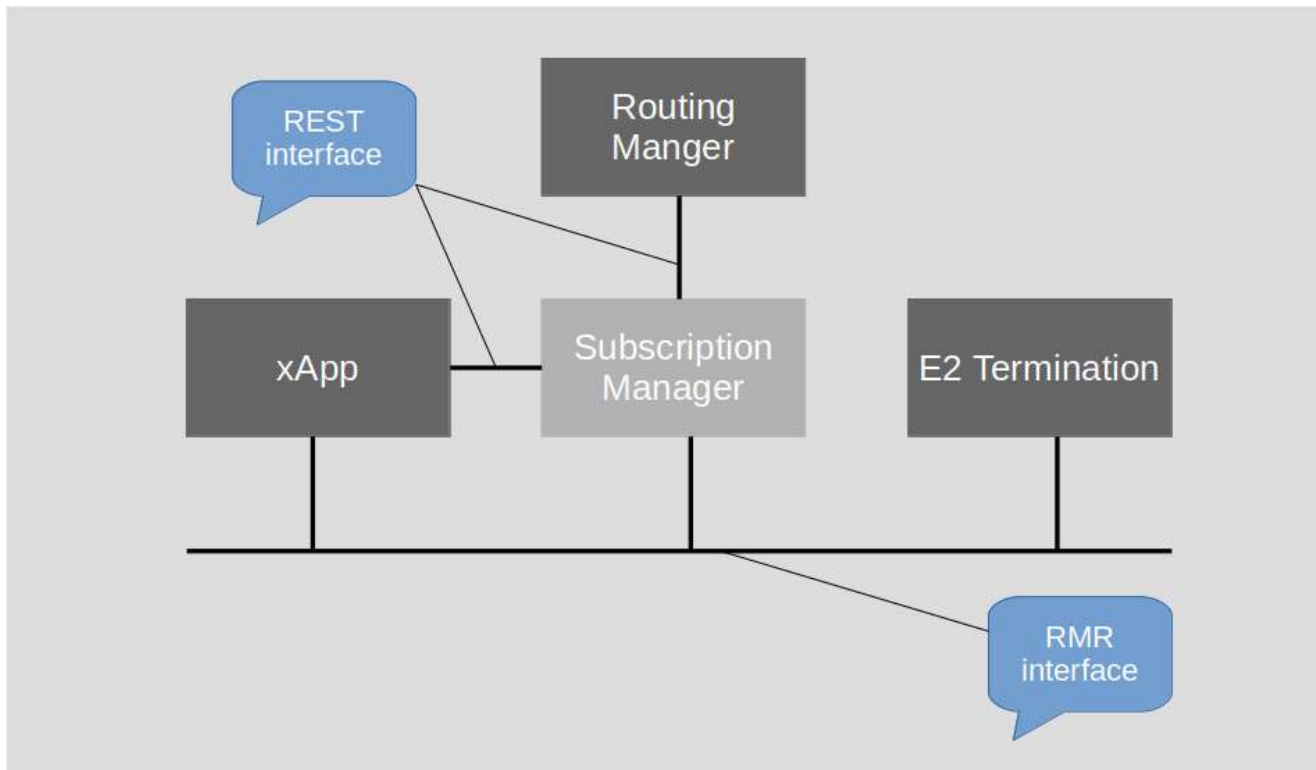 REST
interface
Routing
Manger
xApp
Subscription
Manager
E2 Termination
RMR
interface